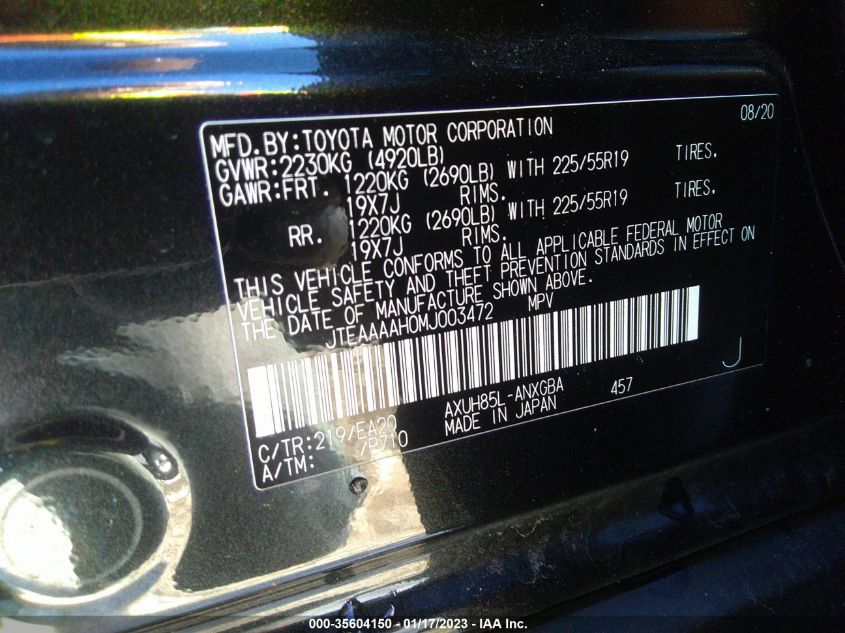 08/20
MFD.BY:TOYOTA MOTOR CORPORATION
GVWR:2230KG (4920LB)
GAWR:FRT. 1220KG (2690LB) WITH 225/55R19 TIRES,
19X7J RIMS.
RR. 1220KG (2690LB) WITH 225/55R19 TIRES,
19X7J RIMS.
THIS VEHICLE CONFORMS TO ALL APPLICABLE FEDERAL MOTOR
VEHICLE SAFETY AND THEFT PREVENTION STANDARDS IN EFFECT ON
THE DATE OF MANUFACTURE SHOWN ABOVE.
JTEAAAAH0MJ003472 MPV
J
AXUH85L-ANXGBA 457
C/TR:219/EA20 MADE IN JAPAN
A/TM: /P710
000-35604150 - 01/17/2023 - IAA Inc.